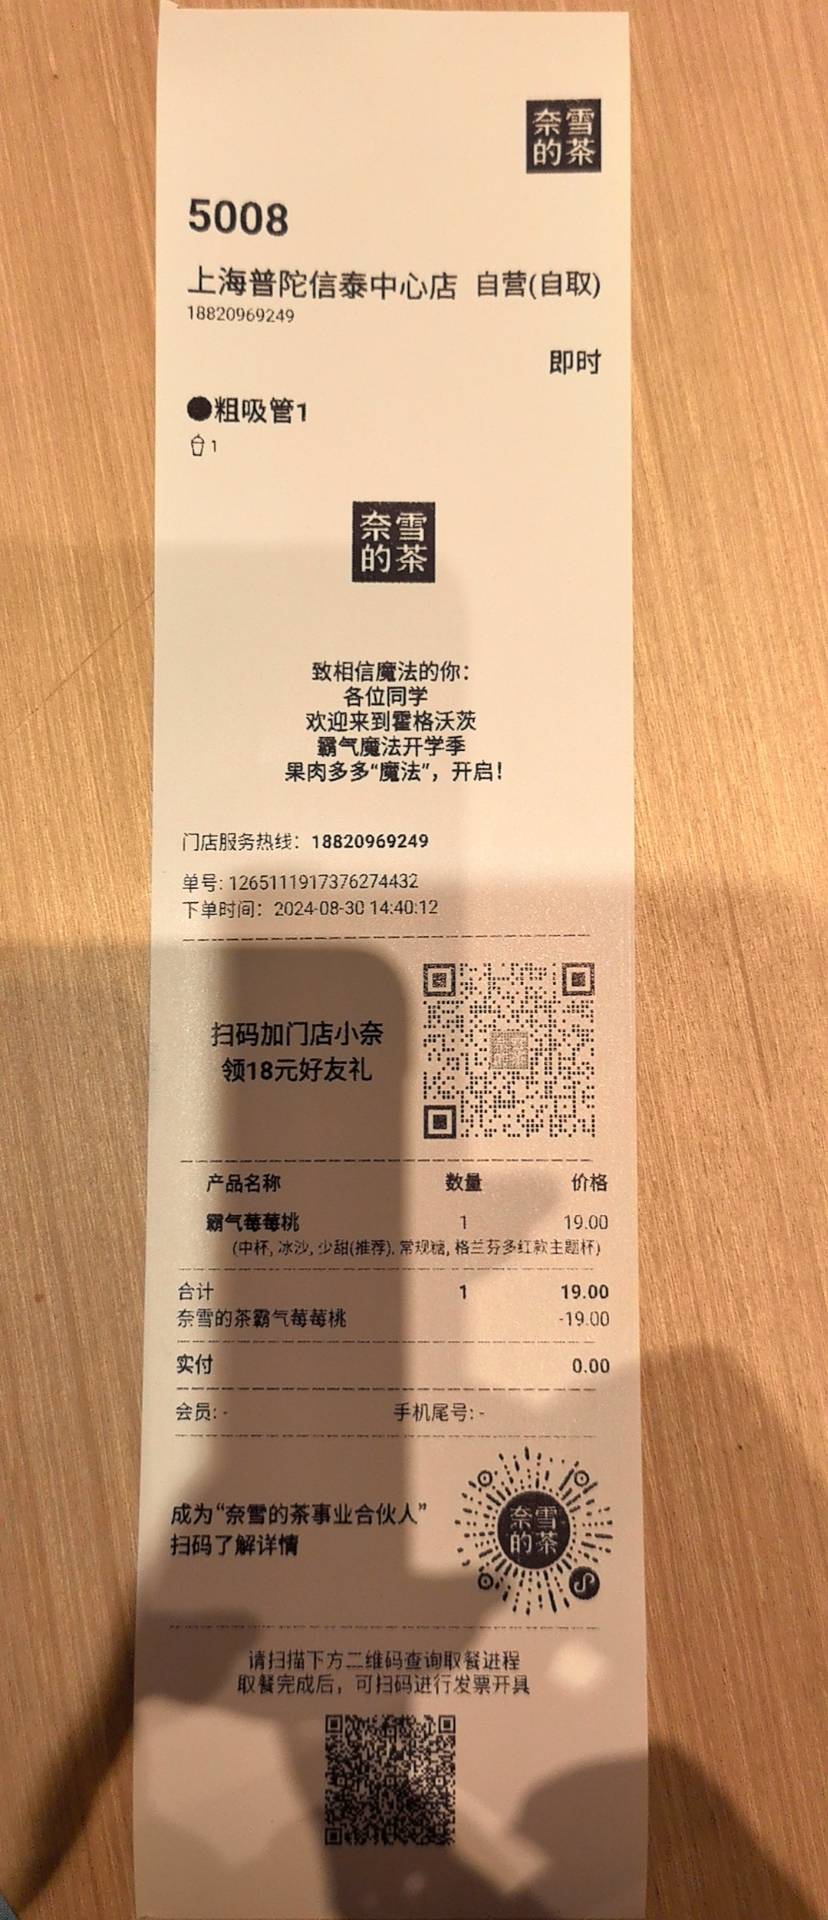 奈雪
的茶
5008
上海普陀信泰中心店 自营(自取)
18820969249
即时
●粗吸管1
1
奈雪
的茶
致相信魔法的你：
各位同学
欢迎来到霍格沃茨
霸气魔法开学季
果肉多多“魔法”，开启！
门店服务热线：18820969249
单号: 1265111917376274432
下单时间：2024-08-30 14:40:12
扫码加门店小奈
领18元好友礼
产品名称 数量 价格
霸气莓莓桃 1 19.00
(中杯, 冰沙, 少甜(推荐), 常规糖, 格兰芬多红款主题杯)
合计 1 19.00
奈雪的茶霸气莓莓桃 -19.00
实付 0.00
会员: - 手机尾号: -
成为“奈雪的茶事业合伙人”
扫码了解详情
奈雪
的茶
请扫描下方二维码查询取餐进程
取餐完成后，可扫码进行发票开具